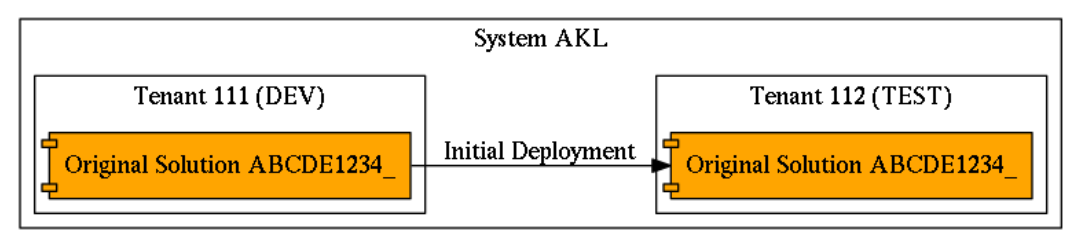 System AKL
Tenant 111 (DEV)
Tenant 112 (TEST)
Original Solution ABCDE1234_
Initial Deployment
Original Solution ABCDE1234_